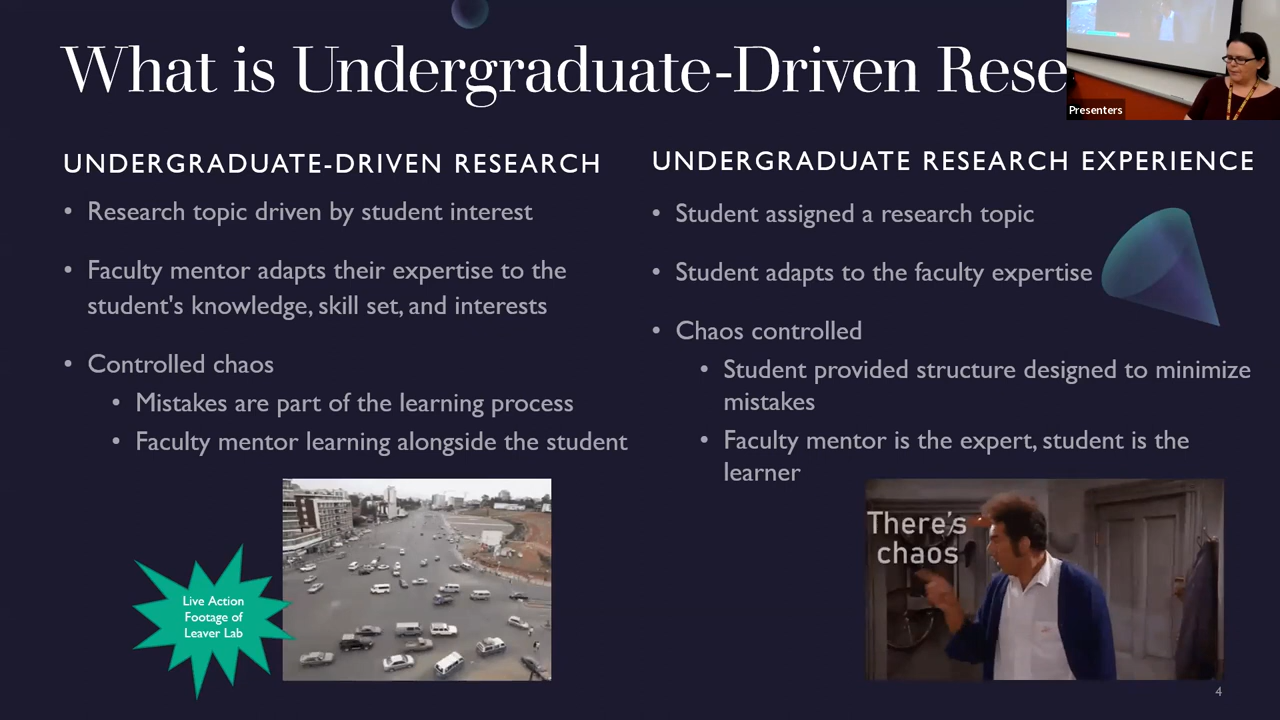 What is Undergraduate-Driven Rese
Presenters
UNDERGRADUATE-DRIVEN RESEARCH
• Research topic driven by student interest
• Faculty mentor adapts their expertise to the
student's knowledge, skill set, and interests
• Controlled chaos
• Mistakes are part of the learning process
• Faculty mentor learning alongside the student
Live Action
Footage of
Leaver Lab
UNDERGRADUATE RESEARCH EXPERIENCE
• Student assigned a research topic
• Student adapts to the faculty expertise
• Chaos controlled
• Student provided structure designed to minimize
mistakes
• Faculty mentor is the expert, student is the
learner
There's
chaos
4